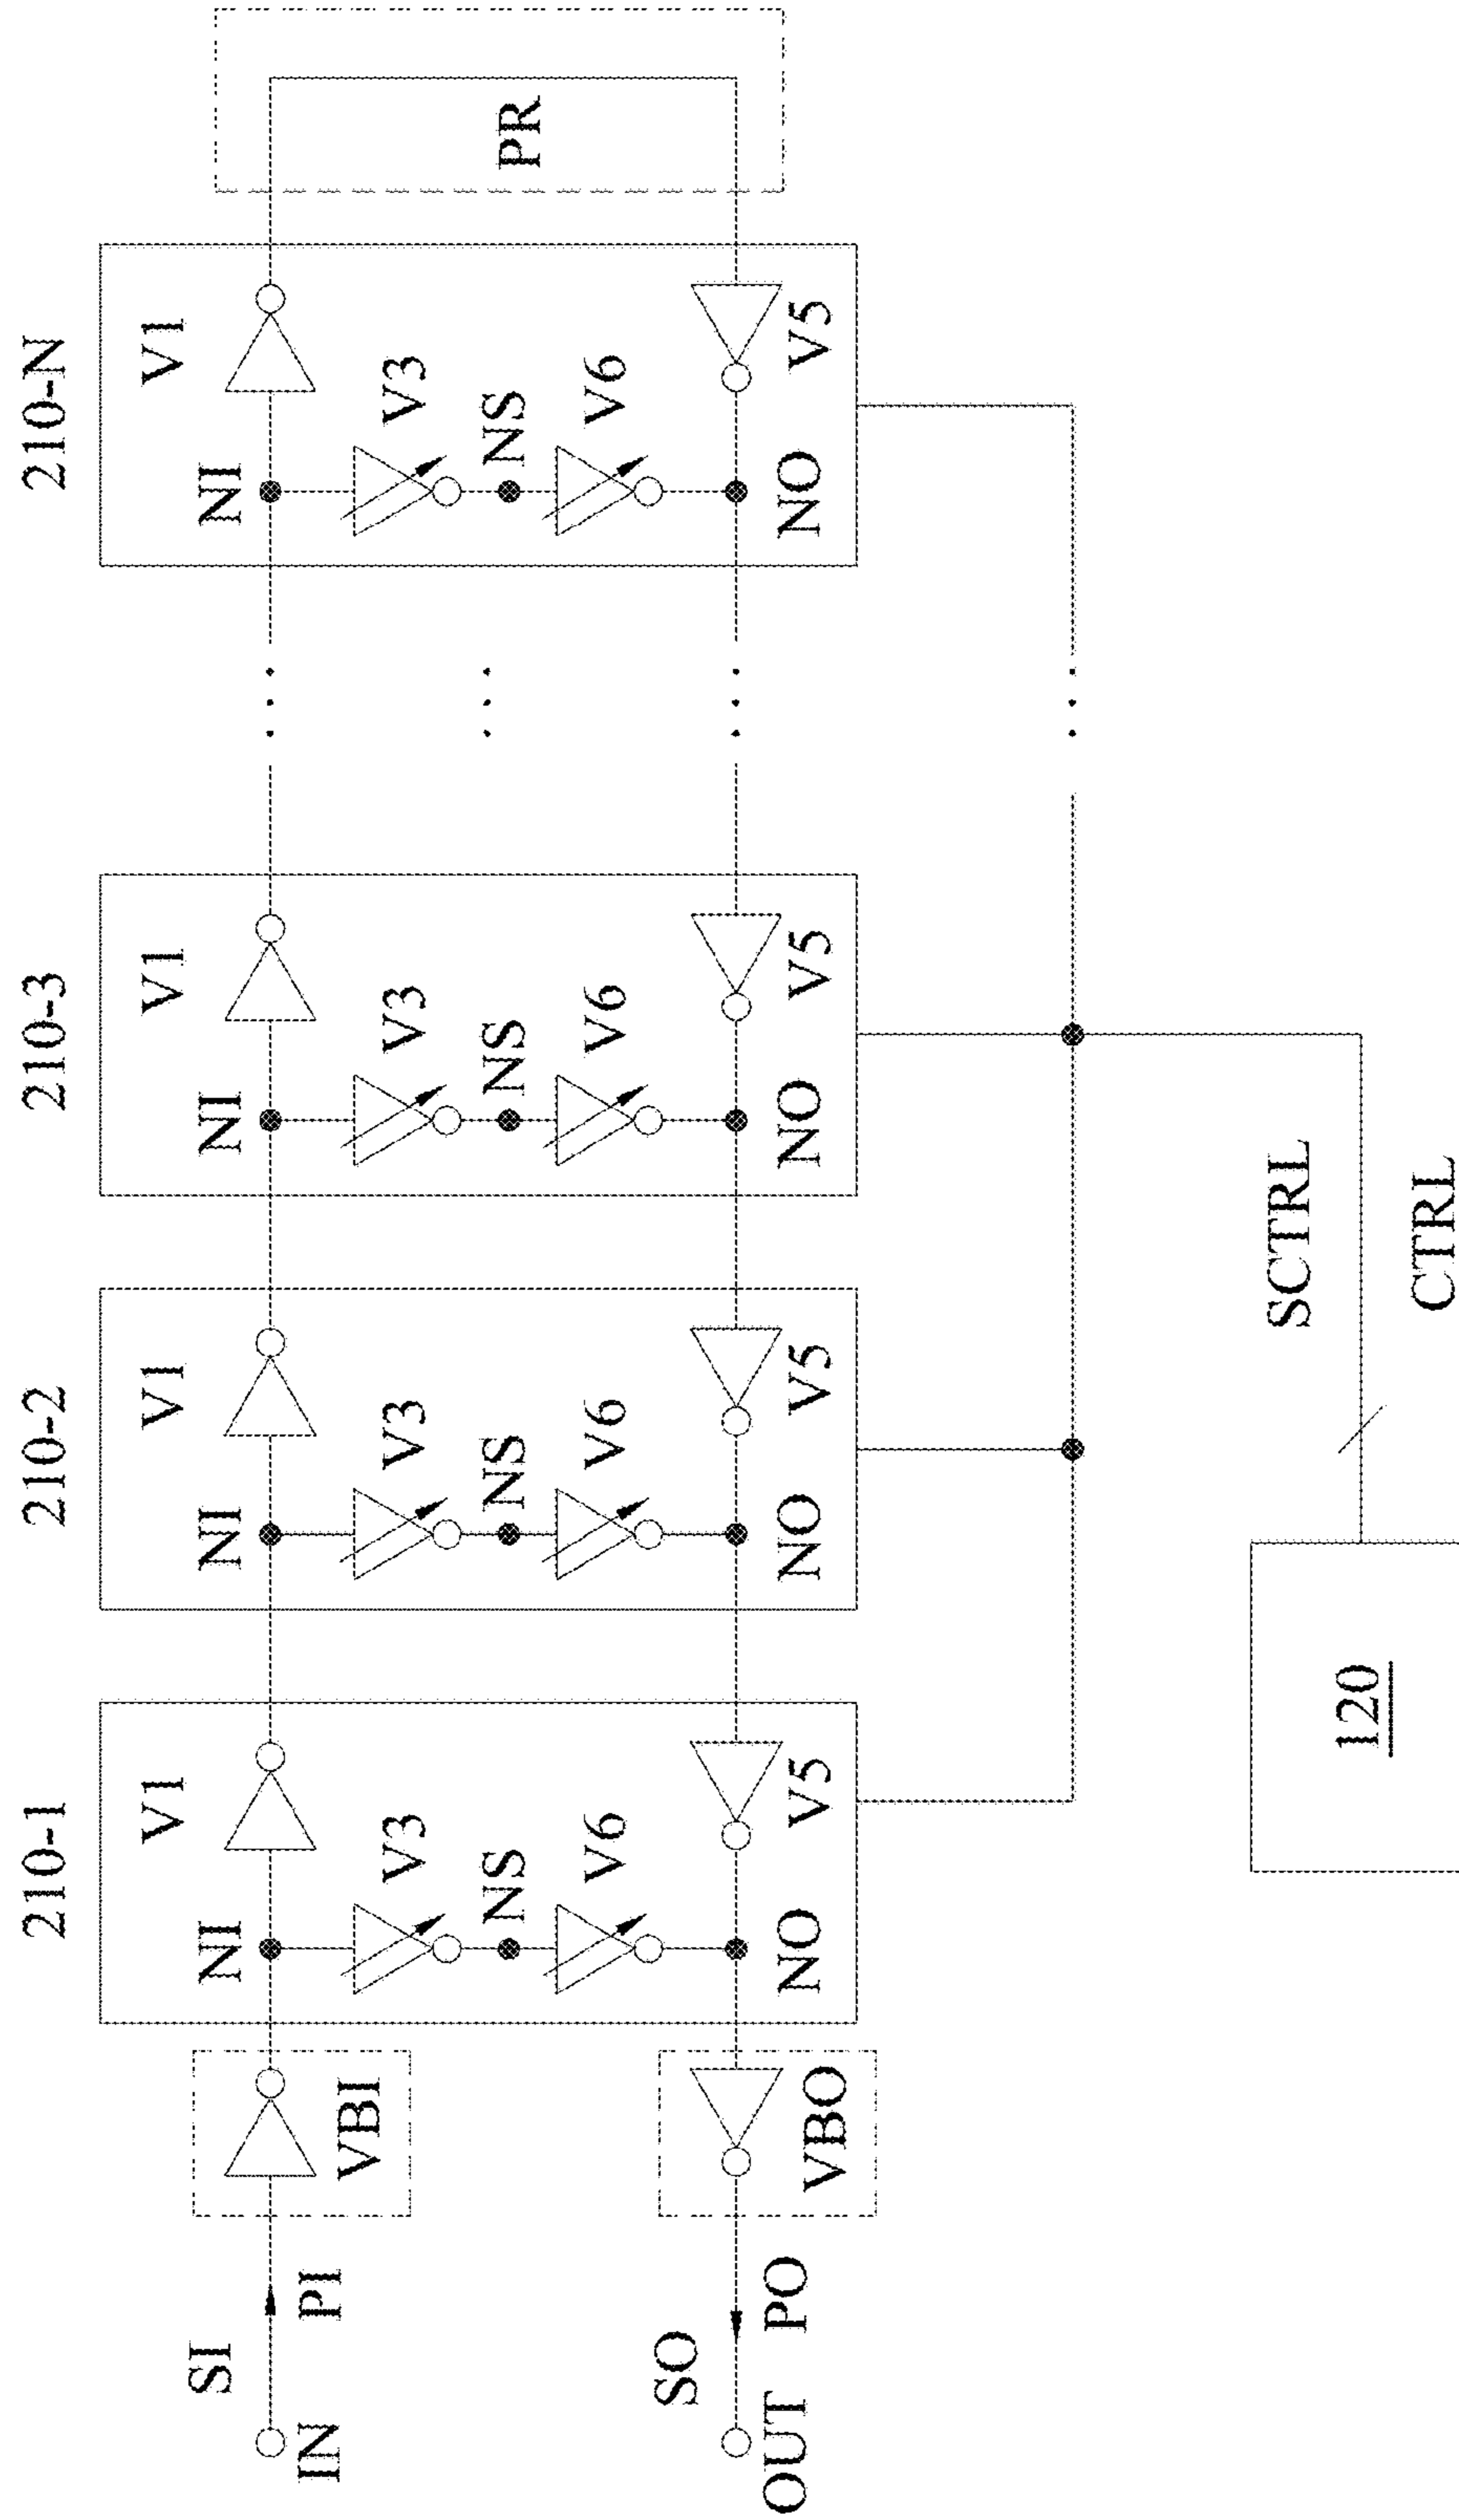 210-1
210-2
210-3
210-N
V1
V1
V1
V1
NI
NI
NI
NI
SI
IN
PI
VBI
V3
V3
V3
V3
PR
NS
NS
NS
NS
V6
V6
V6
V6
SO
OUT
PO
VBO
NO
V5
NO
V5
NO
V5
NO
V5
SCTRL
120
CTRL